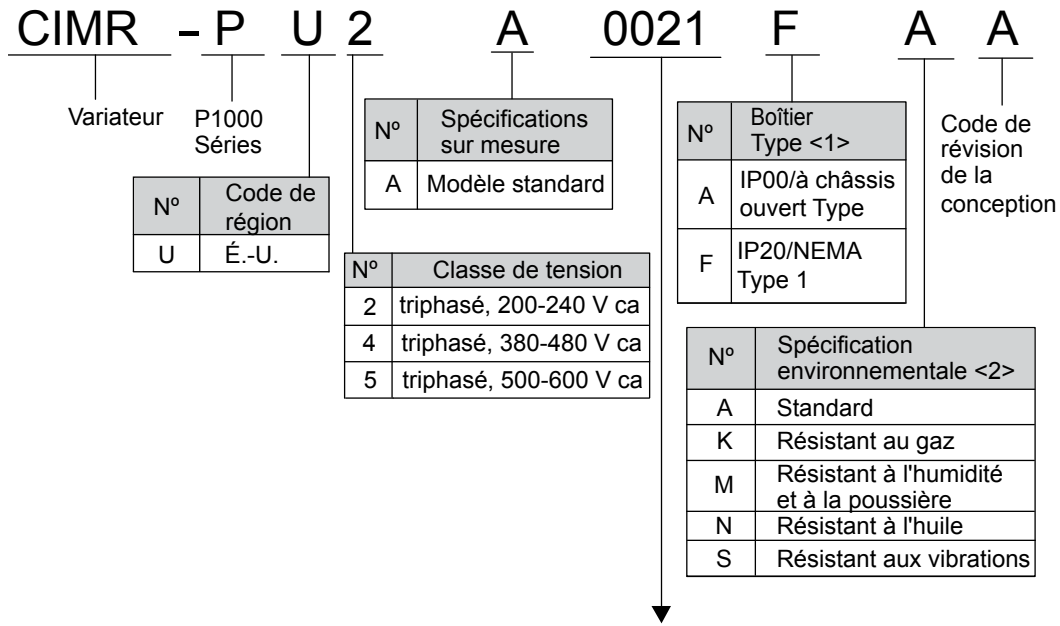 CIMR - P U 2 A 0021 F A A
Variateur
P1000
Séries
Nº Code de
région
U É.-U.
Nº Spécifications
sur mesure
A Modèle standard
Nº Classe de tension
2 triphasé, 200-240 V ca
4 triphasé, 380-480 V ca
5 triphasé, 500-600 V ca
Nº Boîtier
Type <1>
A IP00/à châssis
ouvert Type
F IP20/NEMA
Type 1
Nº Spécification
environnementale <2>
A Standard
K Résistant au gaz
M Résistant à l'humidité
et à la poussière
N Résistant à l'huile
S Résistant aux vibrations
Code de
révision
de la
conception